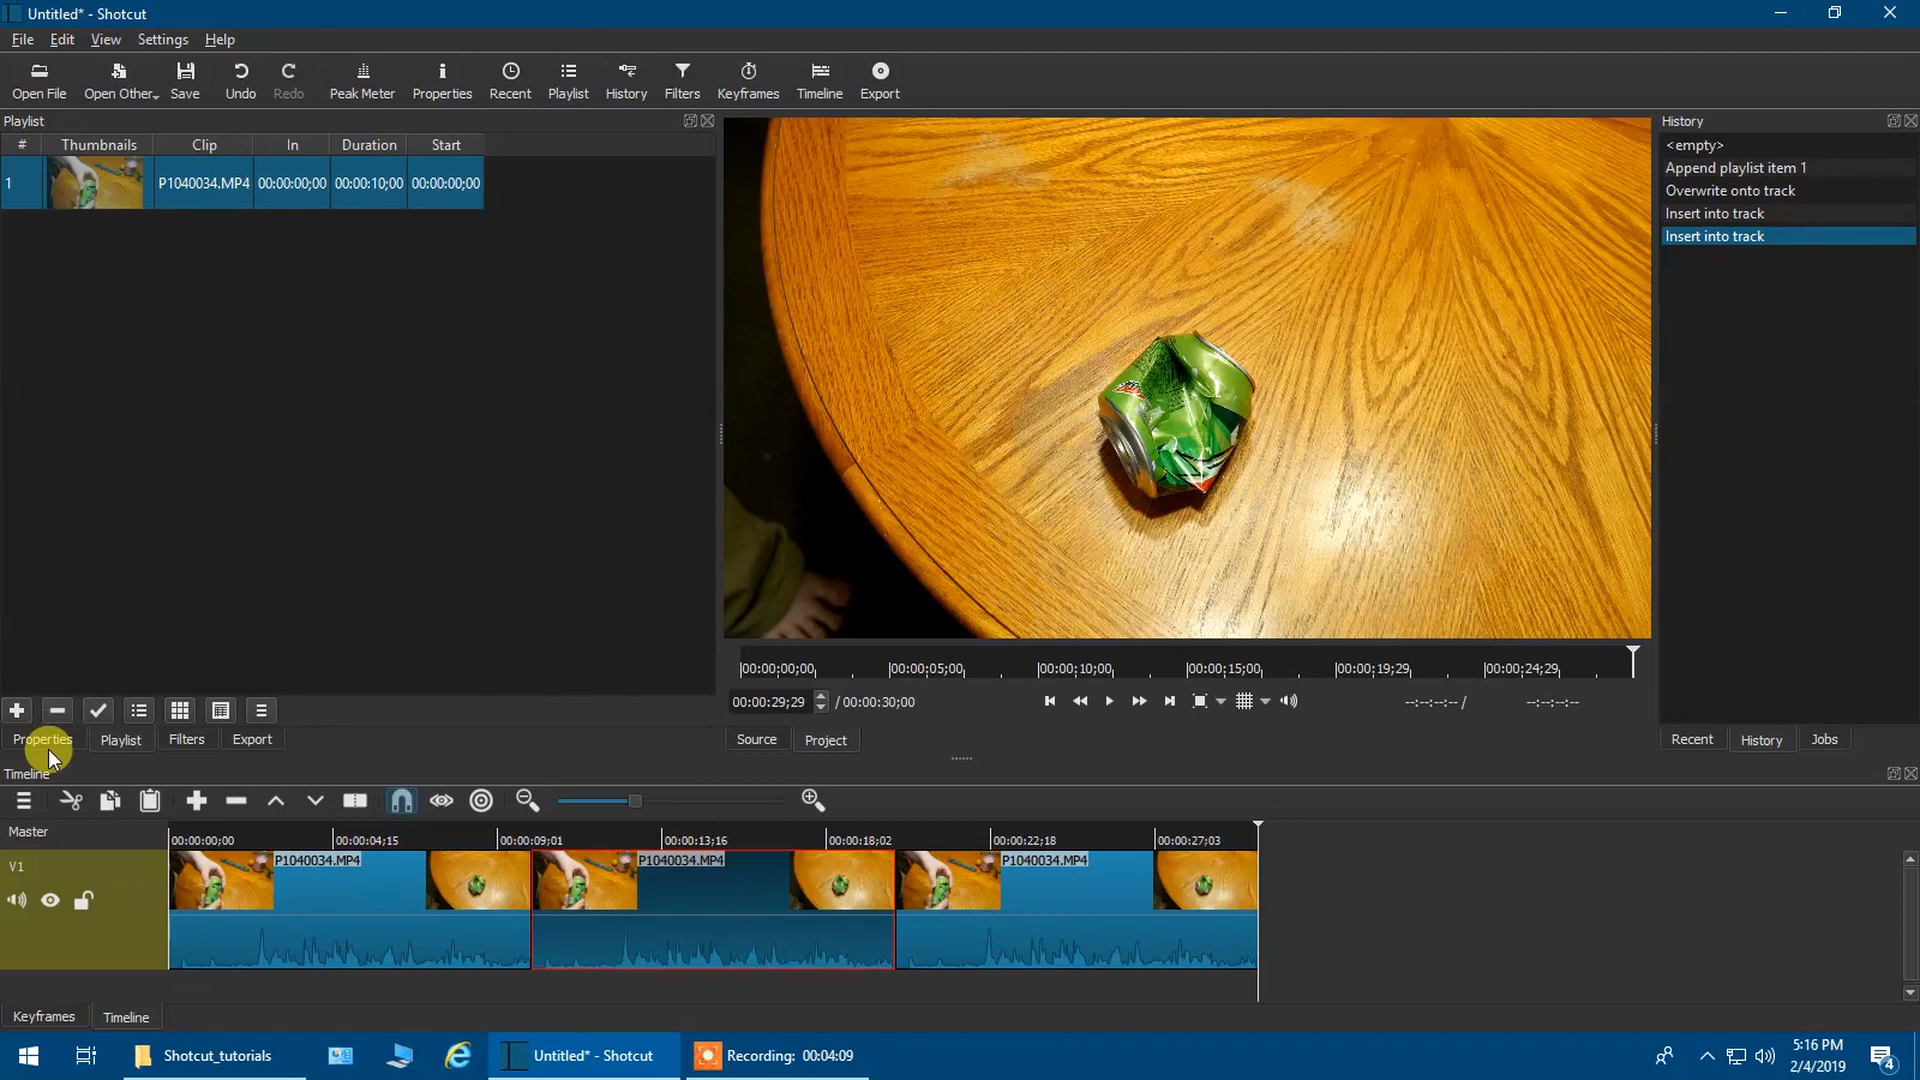 Untitled* - Shotcut
File Edit View Settings Help
Open File Open Other Save Undo Redo Peak Meter Properties Recent Playlist History Filters Keyframes Timeline Export
Playlist
# Thumbnails Clip In Duration Start
1 P1040034.MP4 00:00:00;00 00:00:10;00 00:00:00;00
Properties Playlist Filters Export
00:00:00;00 00:00:05;00 00:00:10;00 00:00:15;00 00:00:19;29 00:00:24;29
00:00:29;29 / 00:00:30;00 --:--:--:-- / --:--:--:--
Source Project
History
<empty>
Append playlist item 1
Overwrite onto track
Insert into track
Insert into track
Recent History Jobs
Timeline
Master 00:00:00;00 00:00:04;15 00:00:09;01 00:00:13;16 00:00:18;02 00:00:22;18 00:00:27;03
V1 P1040034.MP4 P1040034.MP4 P1040034.MP4
Keyframes Timeline
Shotcut_tutorials Untitled* - Shotcut Recording: 00:04:09
5:16 PM
2/4/2019
4